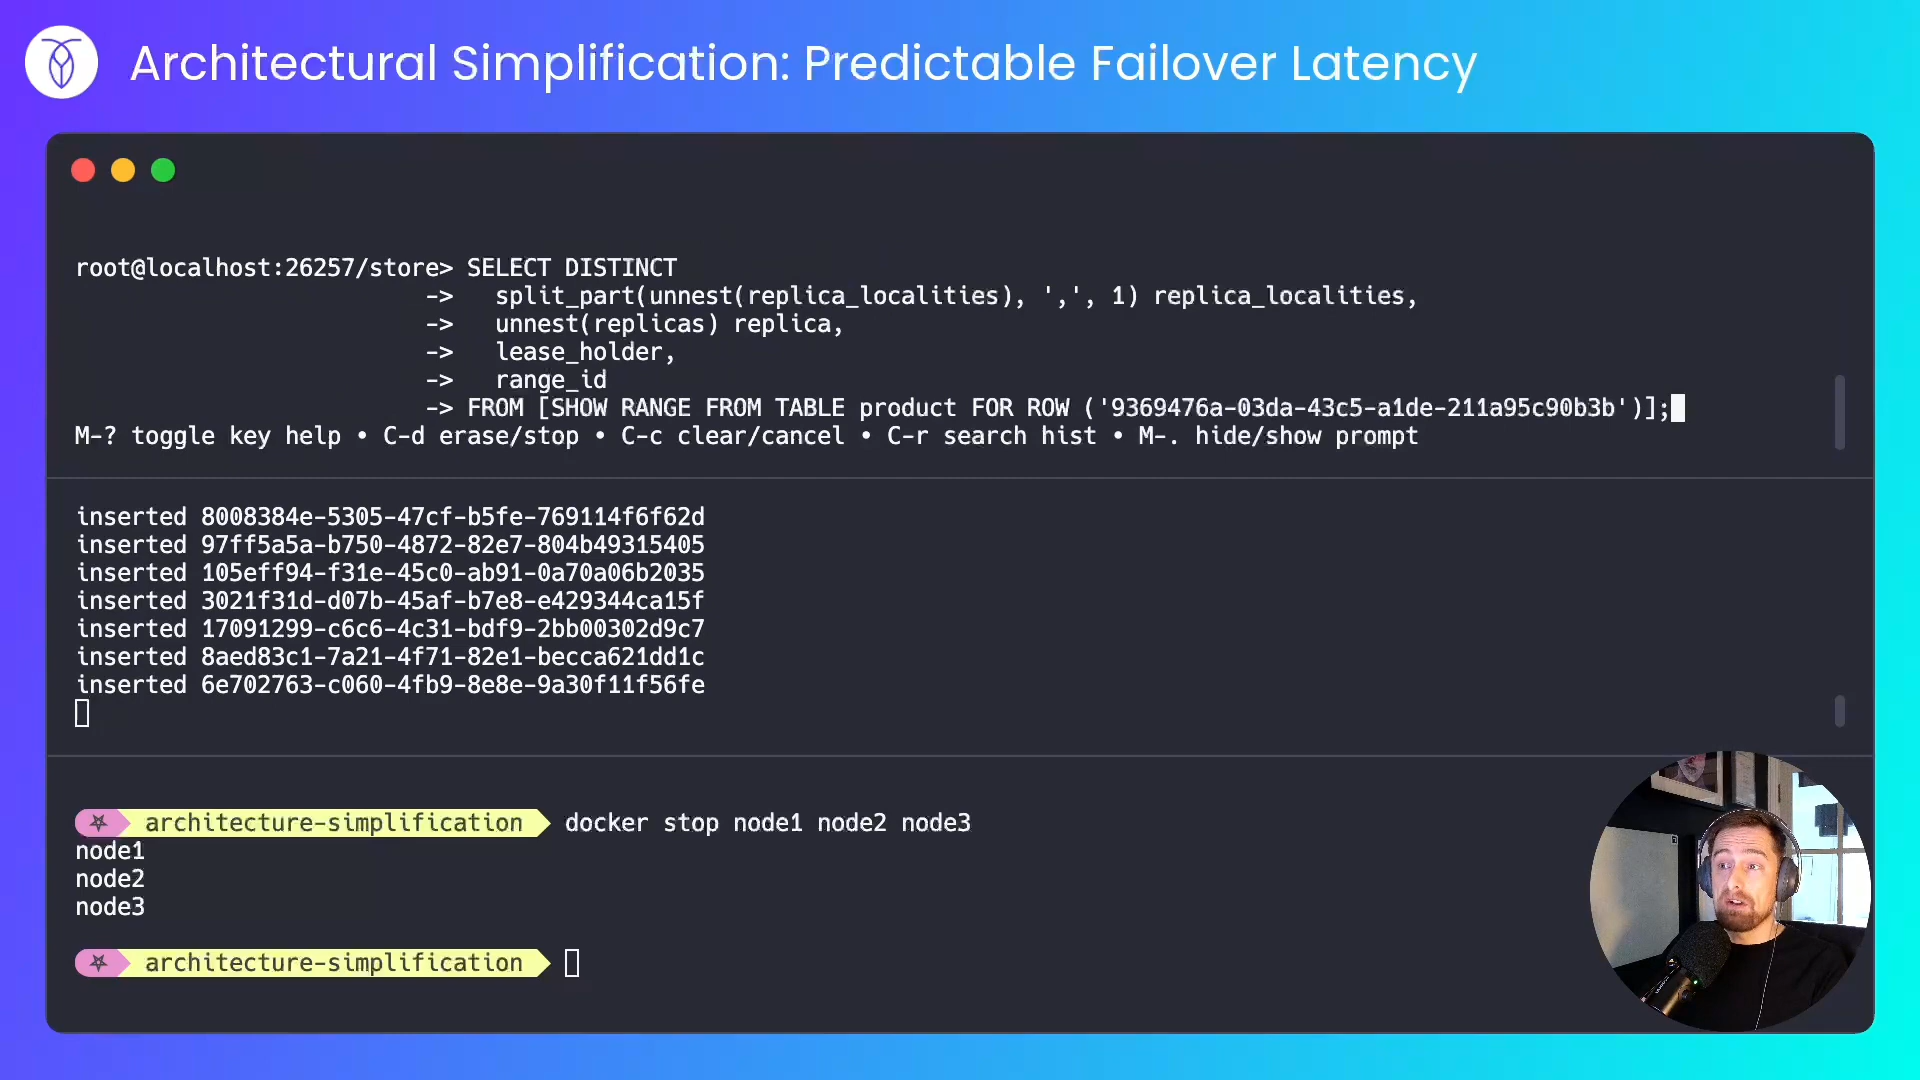 Architectural Simplification: Predictable Failover Latency
root@localhost:26257/store> SELECT DISTINCT
-> split_part(unnest(replica_localities), ',', 1) replica_localities,
-> unnest(replicas) replica,
-> lease_holder,
-> range_id
-> FROM [SHOW RANGE FROM TABLE product FOR ROW ('9369476a-03da-43c5-a1de-211a95c90b3b')];
M-? toggle key help • C-d erase/stop • C-c clear/cancel • C-r search hist • M-. hide/show prompt
inserted 8008384e-5305-47cf-b5fe-769114f6f62d
inserted 97ff5a5a-b750-4872-82e7-804b49315405
inserted 105eff94-f31e-45c0-ab91-0a70a06b2035
inserted 3021f31d-d07b-45af-b7e8-e429344ca15f
inserted 17091299-c6c6-4c31-bdf9-2bb00302d9c7
inserted 8aed83c1-7a21-4f71-82e1-becca621dd1c
inserted 6e702763-c060-4fb9-8e8e-9a30f11f56fe
architecture-simplification docker stop node1 node2 node3
node1
node2
node3
architecture-simplification